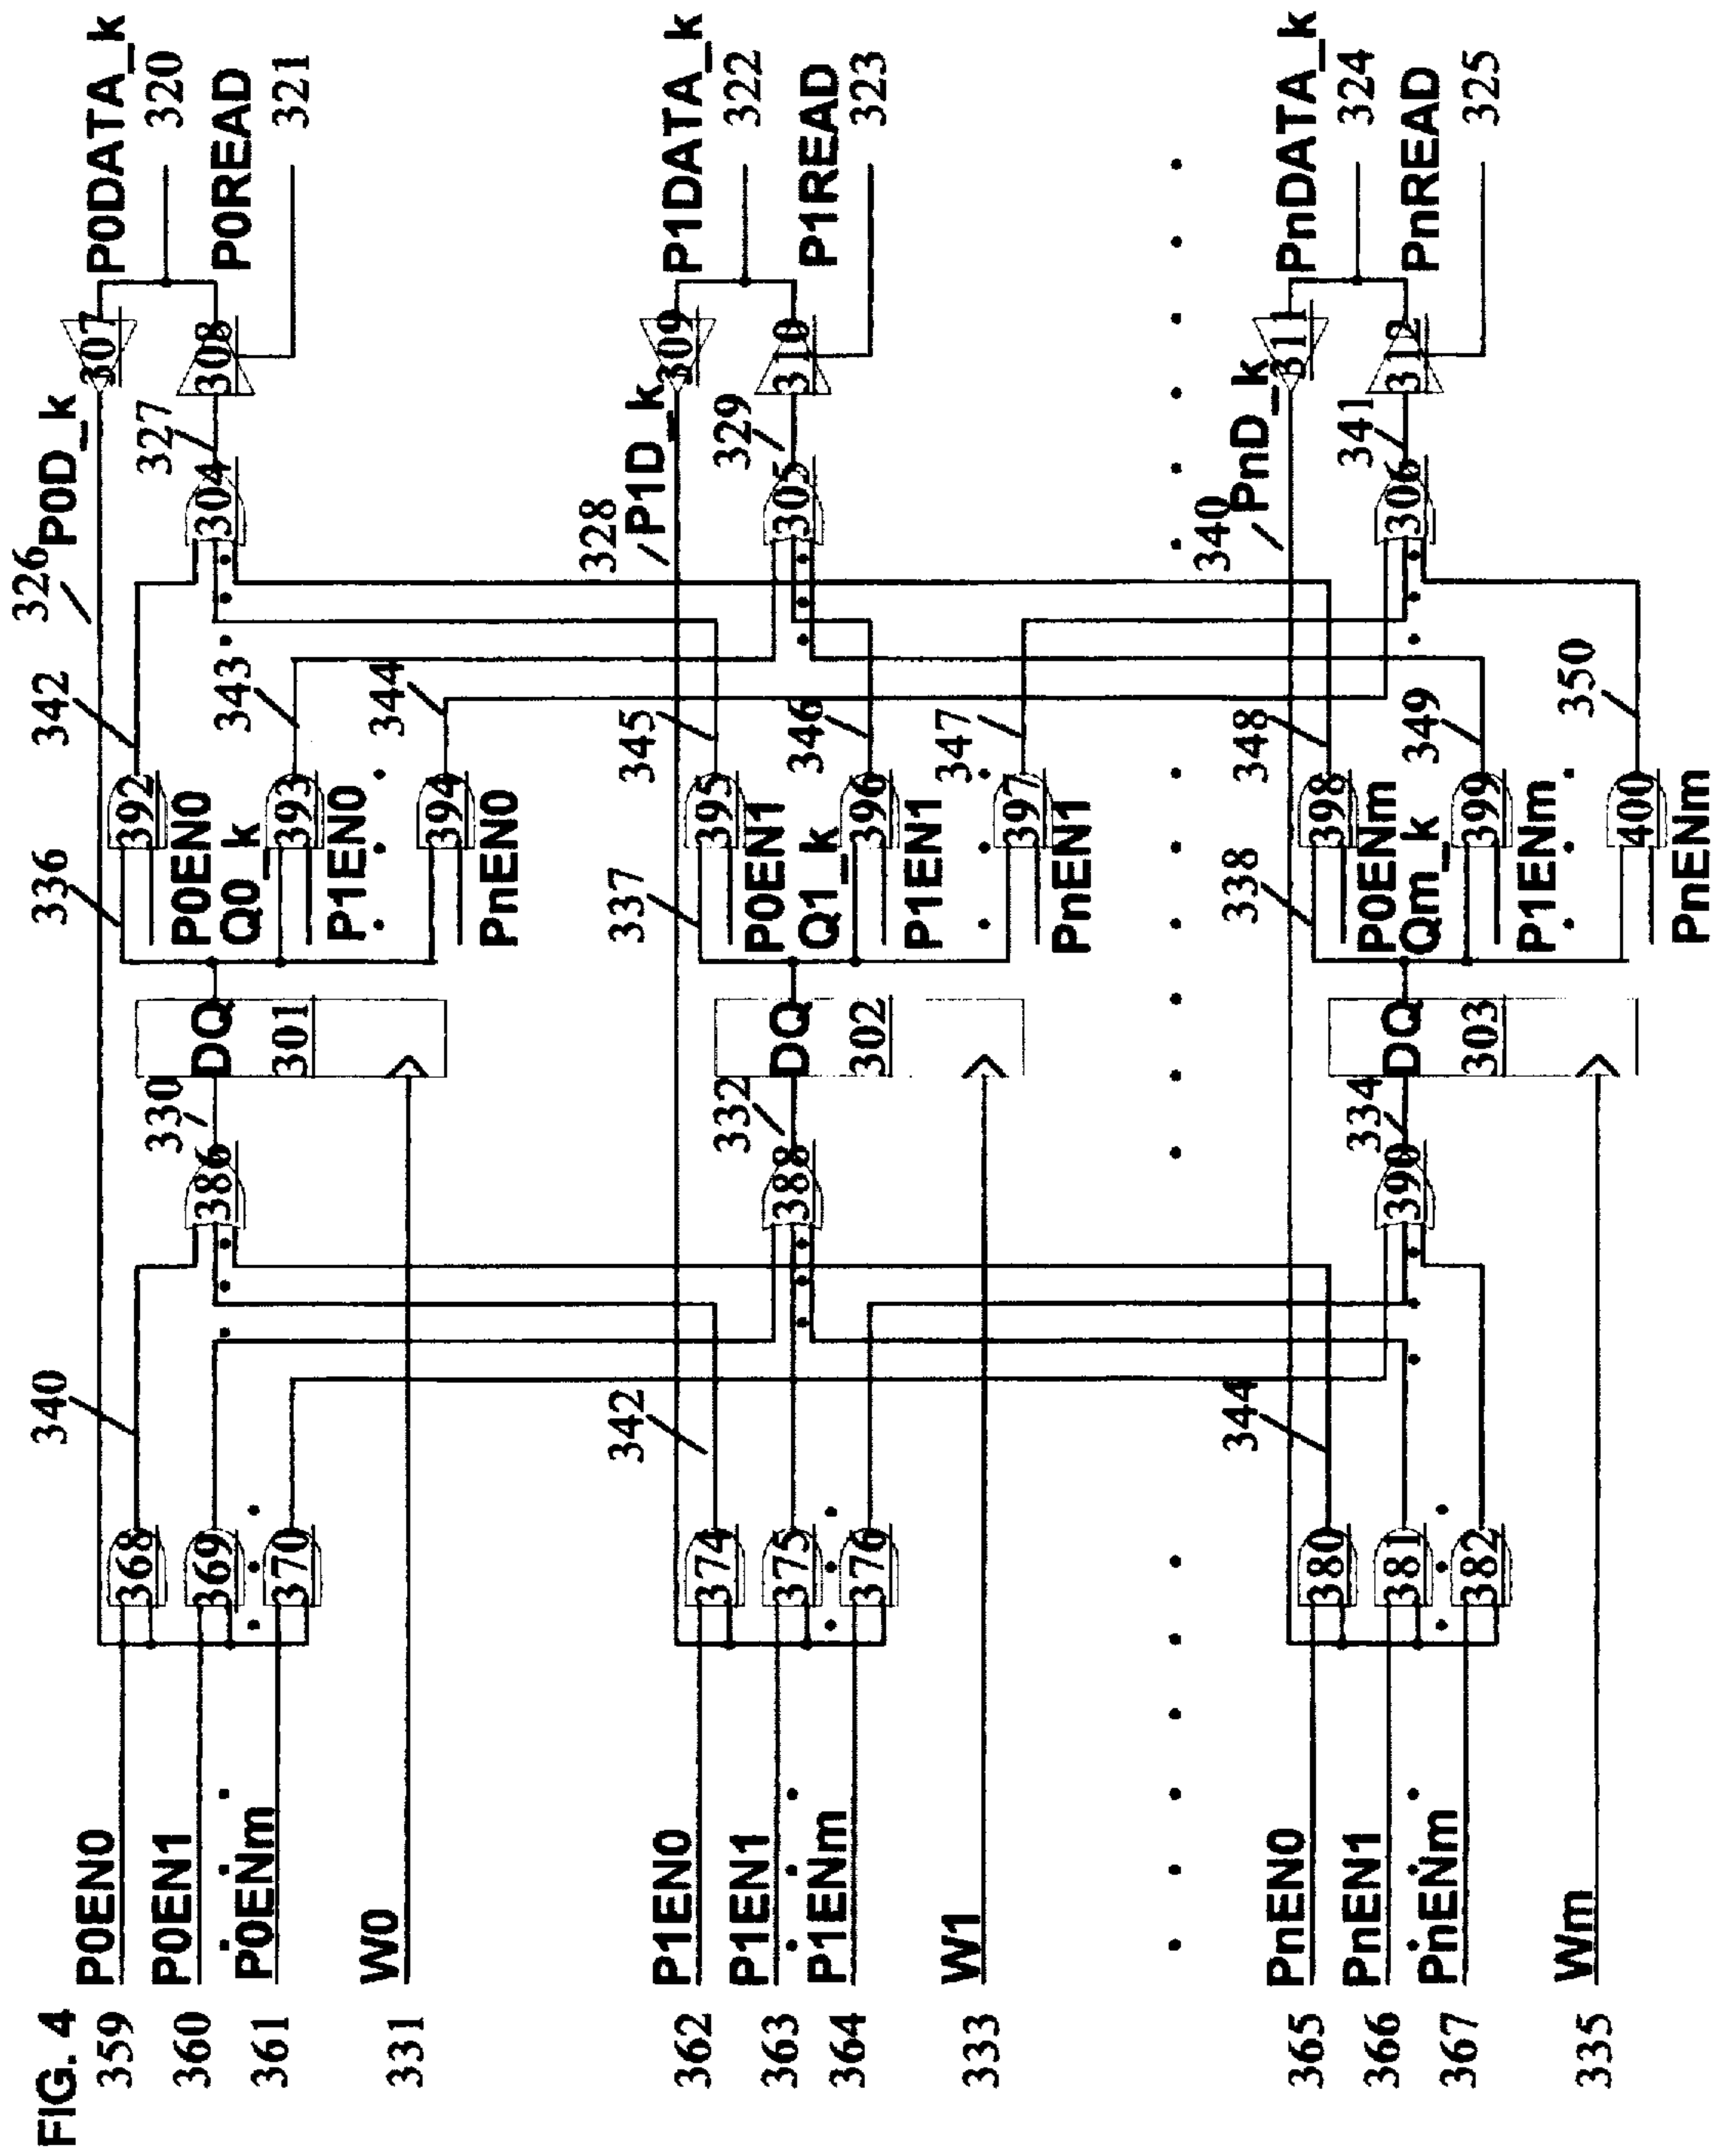 FIG. 4
359 P0EN0
360 P0EN1
361 P0ENm
331 W0
362 P1EN0
363 P1EN1
364 P1ENm
333 W1
365 PnEN0
366 PnEN1
367 PnENm
335 Wm
368
369
370
374
375
376
380
381
382
340
342
344
386
388
390
330
332
334
DQ
301
DQ
302
DQ
303
336
P0EN0
Q0_k
P1EN0
PnEN0
337
P0EN1
Q1_k
P1EN1
PnEN1
338
P0ENm
Qm_k
P1ENm
PnENm
392
393
394
395
396
397
398
399
400
342
343
344
345
346
347
348
349
350
326
P0D_k
328
P1D_k
340
PnD_k
304
305
306
327
329
341
307
308
309
310
311
312
P0DATA_k
320
P0READ
321
P1DATA_k
322
P1READ
323
PnDATA_k
324
PnREAD
325